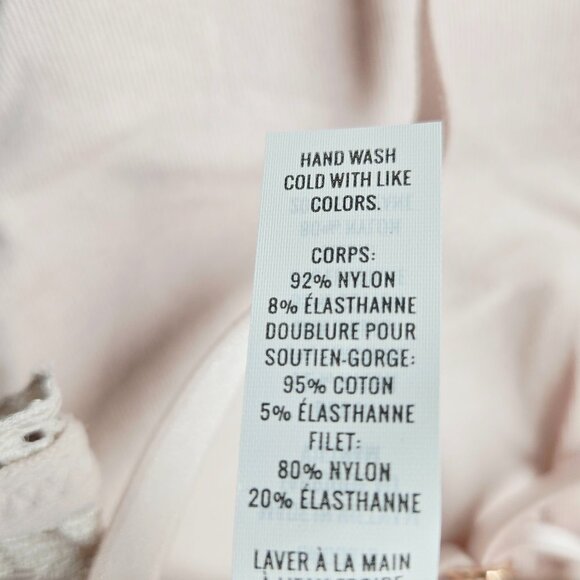 HAND WASH
COLD WITH LIKE
COLORS.
CORPS:
92% NYLON
8% ÉLASTHANNE
DOUBLURE POUR
SOUTIEN-GORGE:
95% COTON
5% ÉLASTHANNE
FILET:
80% NYLON
20% ÉLASTHANNE
LAVER À LA MAIN